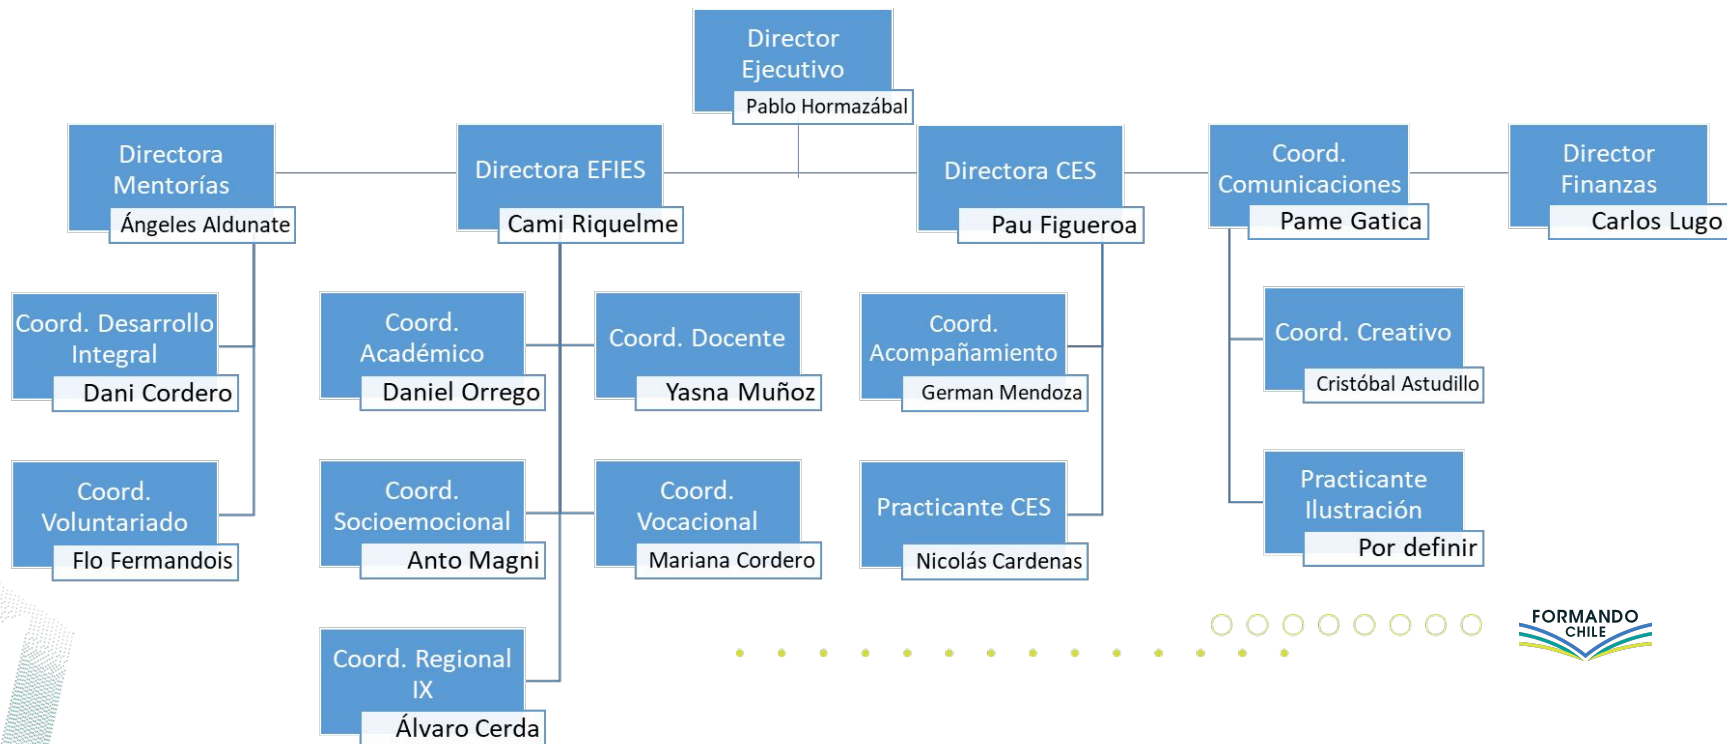 Director
Ejecutivo
Pablo Hormazábal
Directora
Mentorías
Ángeles Aldunate
Directora EFIES
Cami Riquelme
Directora CES
Pau Figueroa
Coord.
Comunicaciones
Pame Gatica
Director
Finanzas
Carlos Lugo
Coord. Desarrollo
Integral
Dani Cordero
Coord.
Académico
Daniel Orrego
Coord. Docente
Yasna Muñoz
Coord.
Acompañamiento
German Mendoza
Coord. Creativo
Cristóbal Astudillo
Coord.
Voluntariado
Flo Fermandois
Coord.
Socioemocional
Anto Magni
Coord.
Vocacional
Mariana Cordero
Practicante CES
Nicolás Cardenas
Practicante
Ilustración
Por definir
Coord. Regional
IX
Álvaro Cerda
FORMANDO
CHILE